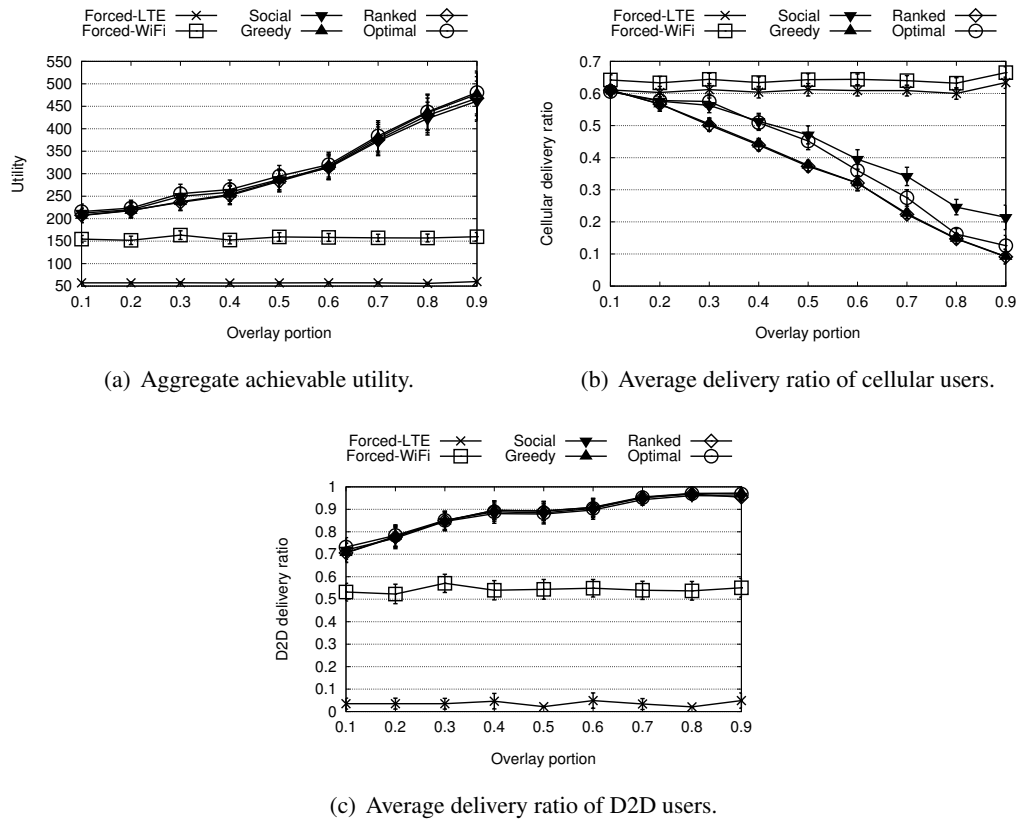 Forced-LTE Social Ranked
Forced-WiFi Greedy Optimal
550
500
450
400
350
300
250
200
150
100
50
Utility
0.1 0.2 0.3 0.4 0.5 0.6 0.7 0.8 0.9
Overlay portion
(a) Aggregate achievable utility.
Forced-LTE Social Ranked
Forced-WiFi Greedy Optimal
0.7
0.6
0.5
0.4
0.3
0.2
0.1
0
Cellular delivery ratio
0.1 0.2 0.3 0.4 0.5 0.6 0.7 0.8 0.9
Overlay portion
(b) Average delivery ratio of cellular users.
Forced-LTE Social Ranked
Forced-WiFi Greedy Optimal
1
0.9
0.8
0.7
0.6
0.5
0.4
0.3
0.2
0.1
0
D2D delivery ratio
0.1 0.2 0.3 0.4 0.5 0.6 0.7 0.8 0.9
Overlay portion
(c) Average delivery ratio of D2D users.